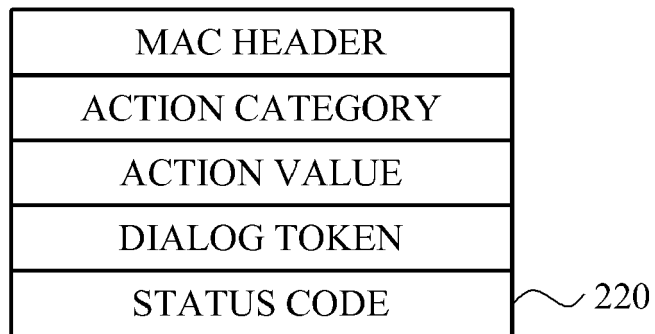 MAC HEADER
ACTION CATEGORY
ACTION VALUE
DIALOG TOKEN
STATUS CODE 220